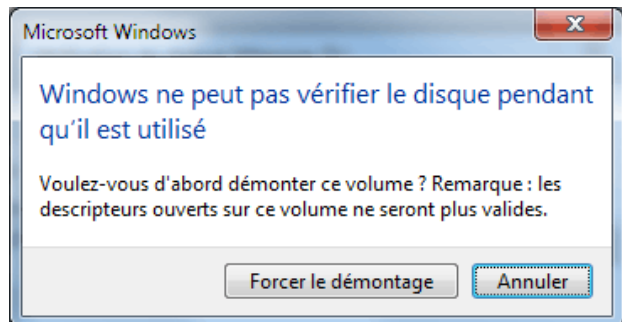 Microsoft Windows
Windows ne peut pas vérifier le disque pendant
qu'il est utilisé
Voulez-vous d'abord démonter ce volume ? Remarque : les
descripteurs ouverts sur ce volume ne seront plus valides.
Forcer le démontage
Annuler